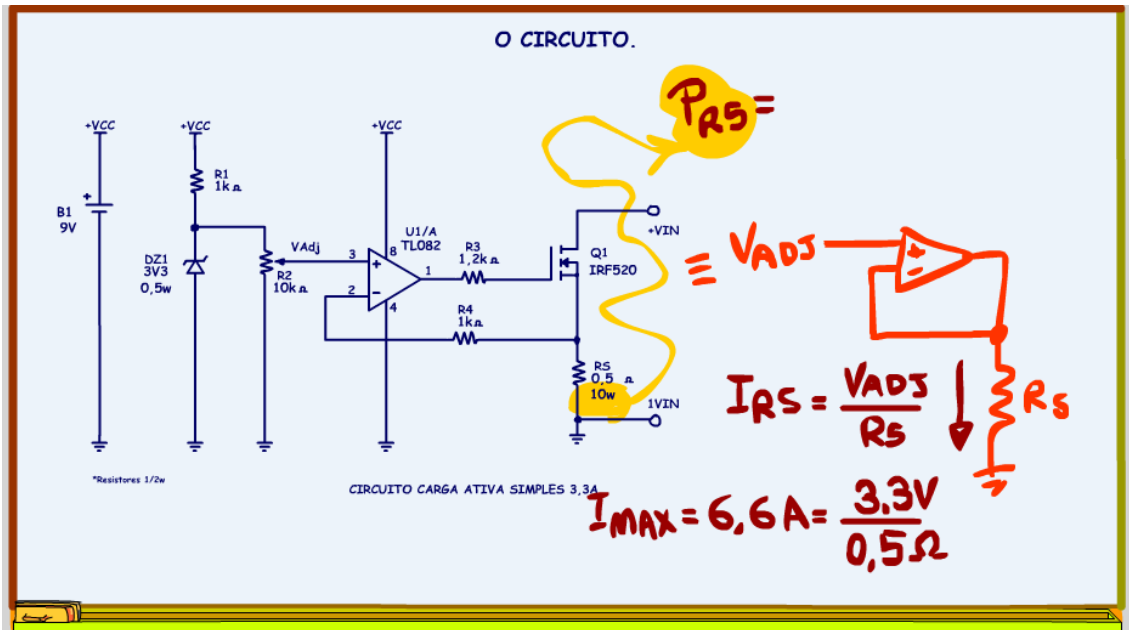 O CIRCUITO.
P RS =
+VCC
+VCC
+VCC
R1
1kΩ
B1
+
9V
DZ1
3V3
0,5w
R2
10kΩ
VAdj
3
2
+
-
8
4
1
U1/A
TL082
R3
1,2kΩ
R4
1kΩ
Q1
IRF520
+VIN
RS
0,5 Ω
10w
1VIN
≡ VADJ
+
-
RS
IRS = VADJ
RS
*Resistores 1/2w
CIRCUITO CARGA ATIVA SIMPLES 3,3A
IMAX = 6,6 A = 3.3V
0,5Ω